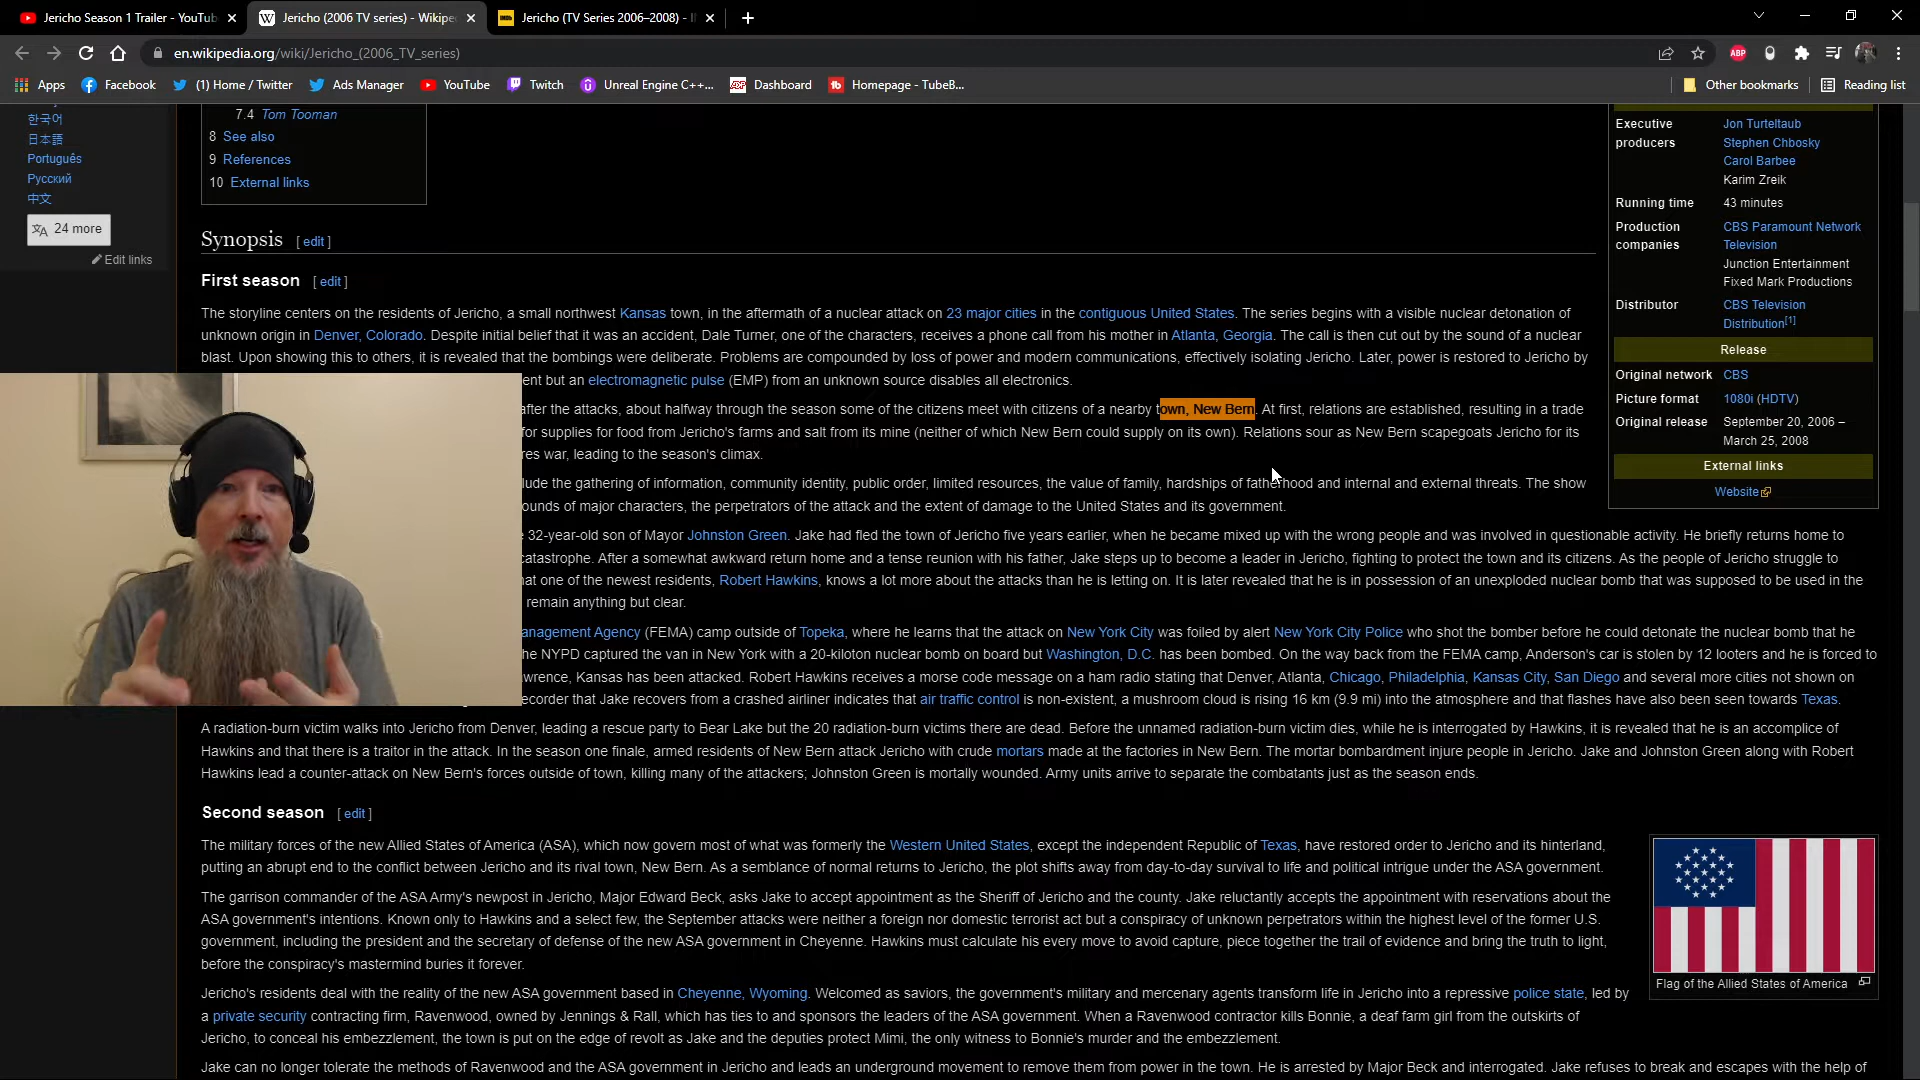 Jericho Season 1 Trailer - YouTub
Jericho (2006 TV series) - Wikipe
Jericho (TV Series 2006–2008) - I
en.wikipedia.org/wiki/Jericho_(2006_TV_series)
ABP
Apps Facebook (1) Home / Twitter Ads Manager YouTube Twitch Unreal Engine C++... Dashboard Homepage - TubeB... Other bookmarks Reading list
한국어
日本語
Português
Русский
中文
24 more
Edit links
7.4 Tom Tooman
8 See also
9 References
10 External links
Synopsis [ edit ]
First season [ edit ]
The storyline centers on the residents of Jericho, a small northwest Kansas town, in the aftermath of a nuclear attack on 23 major cities in the contiguous United States. The series begins with a visible nuclear detonation of
unknown origin in Denver, Colorado. Despite initial belief that it was an accident, Dale Turner, one of the characters, receives a phone call from his mother in Atlanta, Georgia. The call is then cut out by the sound of a nuclear
blast. Upon showing this to others, it is revealed that the bombings were deliberate. Problems are compounded by loss of power and modern communications, effectively isolating Jericho. Later, power is restored to Jericho by
ent but an electromagnetic pulse (EMP) from an unknown source disables all electronics.
after the attacks, about halfway through the season some of the citizens meet with citizens of a nearby town, New Bern. At first, relations are established, resulting in a trade
for supplies for food from Jericho's farms and salt from its mine (neither of which New Bern could supply on its own). Relations sour as New Bern scapegoats Jericho for its
res war, leading to the season's climax.
lude the gathering of information, community identity, public order, limited resources, the value of family, hardships of fatherhood and internal and external threats. The show
ounds of major characters, the perpetrators of the attack and the extent of damage to the United States and its government.
32-year-old son of Mayor Johnston Green. Jake had fled the town of Jericho five years earlier, when he became mixed up with the wrong people and was involved in questionable activity. He briefly returns home to
catastrophe. After a somewhat awkward return home and a tense reunion with his father, Jake steps up to become a leader in Jericho, fighting to protect the town and its citizens. As the people of Jericho struggle to
at one of the newest residents, Robert Hawkins, knows a lot more about the attacks than he is letting on. It is later revealed that he is in possession of an unexploded nuclear bomb that was supposed to be used in the
remain anything but clear.
anagement Agency (FEMA) camp outside of Topeka, where he learns that the attack on New York City was foiled by alert New York City Police who shot the bomber before he could detonate the nuclear bomb that he
he NYPD captured the van in New York with a 20-kiloton nuclear bomb on board but Washington, D.C. has been bombed. On the way back from the FEMA camp, Anderson's car is stolen by 12 looters and he is forced to
wrence, Kansas has been attacked. Robert Hawkins receives a morse code message on a ham radio stating that Denver, Atlanta, Chicago, Philadelphia, Kansas City, San Diego and several more cities not shown on
ecorder that Jake recovers from a crashed airliner indicates that air traffic control is non-existent, a mushroom cloud is rising 16 km (9.9 mi) into the atmosphere and that flashes have also been seen towards Texas.
A radiation-burn victim walks into Jericho from Denver, leading a rescue party to Bear Lake but the 20 radiation-burn victims there are dead. Before the unnamed radiation-burn victim dies, while he is interrogated by Hawkins, it is revealed that he is an accomplice of
Hawkins and that there is a traitor in the attack. In the season one finale, armed residents of New Bern attack Jericho with crude mortars made at the factories in New Bern. The mortar bombardment injure people in Jericho. Jake and Johnston Green along with Robert
Hawkins lead a counter-attack on New Bern's forces outside of town, killing many of the attackers; Johnston Green is mortally wounded. Army units arrive to separate the combatants just as the season ends.
Second season [ edit ]
The military forces of the new Allied States of America (ASA), which now govern most of what was formerly the Western United States, except the independent Republic of Texas, have restored order to Jericho and its hinterland,
putting an abrupt end to the conflict between Jericho and its rival town, New Bern. As a semblance of normal returns to Jericho, the plot shifts away from day-to-day survival to life and political intrigue under the ASA government.
The garrison commander of the ASA Army's newpost in Jericho, Major Edward Beck, asks Jake to accept appointment as the Sheriff of Jericho and the county. Jake reluctantly accepts the appointment with reservations about the
ASA government's intentions. Known only to Hawkins and a select few, the September attacks were neither a foreign nor domestic terrorist act but a conspiracy of unknown perpetrators within the highest level of the former U.S.
government, including the president and the secretary of defense of the new ASA government in Cheyenne. Hawkins must calculate his every move to avoid capture, piece together the trail of evidence and bring the truth to light,
before the conspiracy's mastermind buries it forever.
Jericho's residents deal with the reality of the new ASA government based in Cheyenne, Wyoming. Welcomed as saviors, the government's military and mercenary agents transform life in Jericho into a repressive police state, led by
a private security contracting firm, Ravenwood, owned by Jennings & Rall, which has ties to and sponsors the leaders of the ASA government. When a Ravenwood contractor kills Bonnie, a deaf farm girl from the outskirts of
Jericho, to conceal his embezzlement, the town is put on the edge of revolt as Jake and the deputies protect Mimi, the only witness to Bonnie's murder and the embezzlement.
Jake can no longer tolerate the methods of Ravenwood and the ASA government in Jericho and leads an underground movement to remove them from power in the town. He is arrested by Major Beck and interrogated. Jake refuses to break and escapes with the help of
Executive producers
Jon Turteltaub
Stephen Chbosky
Carol Barbee
Karim Zreik
Running time 43 minutes
Production companies
CBS Paramount Network Television
Junction Entertainment
Fixed Mark Productions
Distributor CBS Television Distribution[1]
Release
Original network CBS
Picture format 1080i (HDTV)
Original release September 20, 2006 –
March 25, 2008
External links
Website
Flag of the Allied States of America